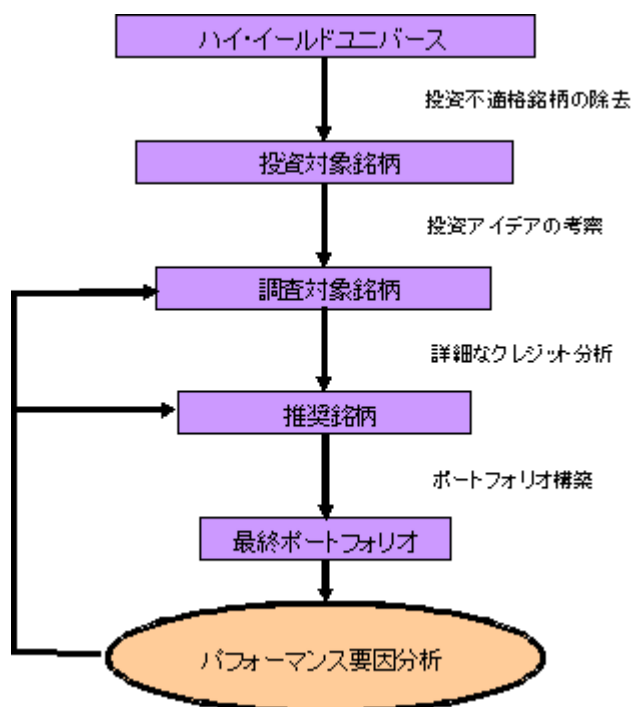 ハイ・イールドユニバース
投資不適格銘柄の除去
投資対象銘柄
投資アイデアの考察
調査対象銘柄
詳細なクレジット分析
推奨銘柄
ポートフォリオ構築
最終ポートフォリオ
パフォーマンス要因分析